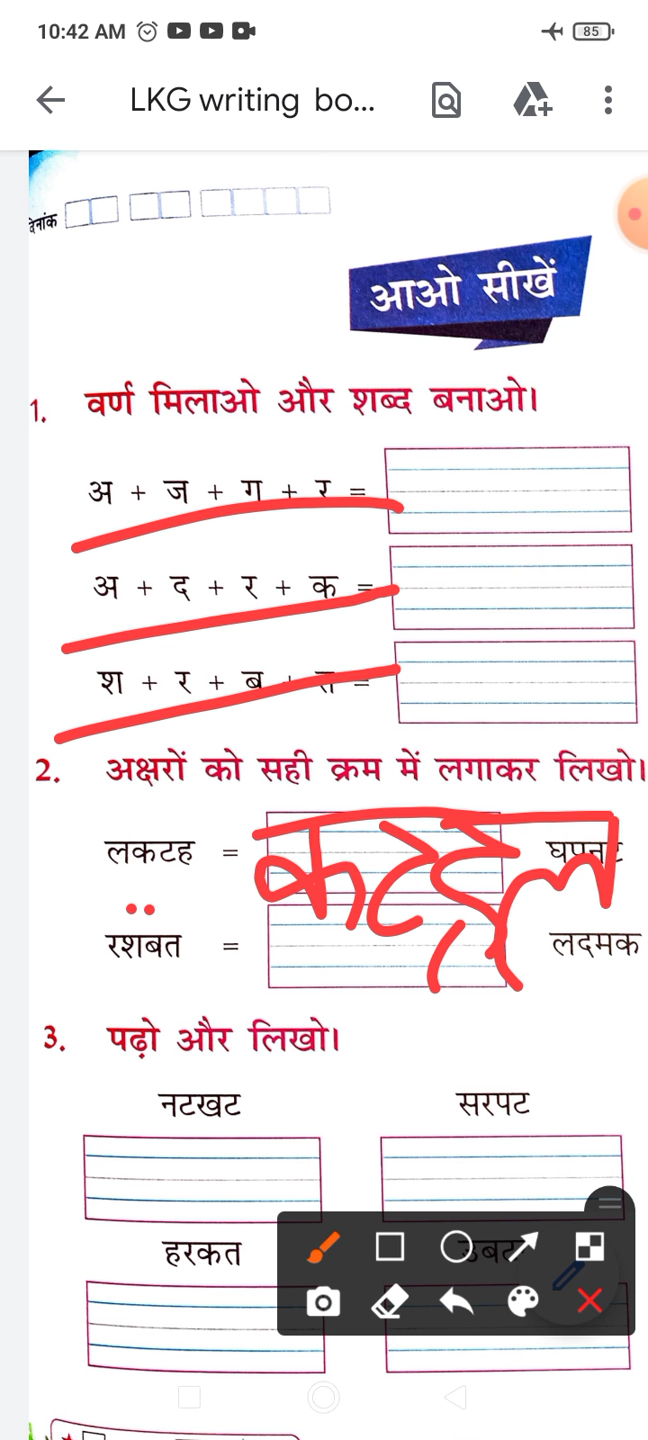 10:42 AM 85
LKG writing bo...
दिनांक
आओ सीखें
1. वर्ण मिलाओ और शब्द बनाओ।
अ + ज + ग + र =
अ + द + र + क =
श + र + ब + त =
2. अक्षरों को सही क्रम में लगाकर लिखो।
लकटह = कटहल घपनट
रशबत = लदमक
3. पढ़ो और लिखो।
नटखट सरपट
हरकत